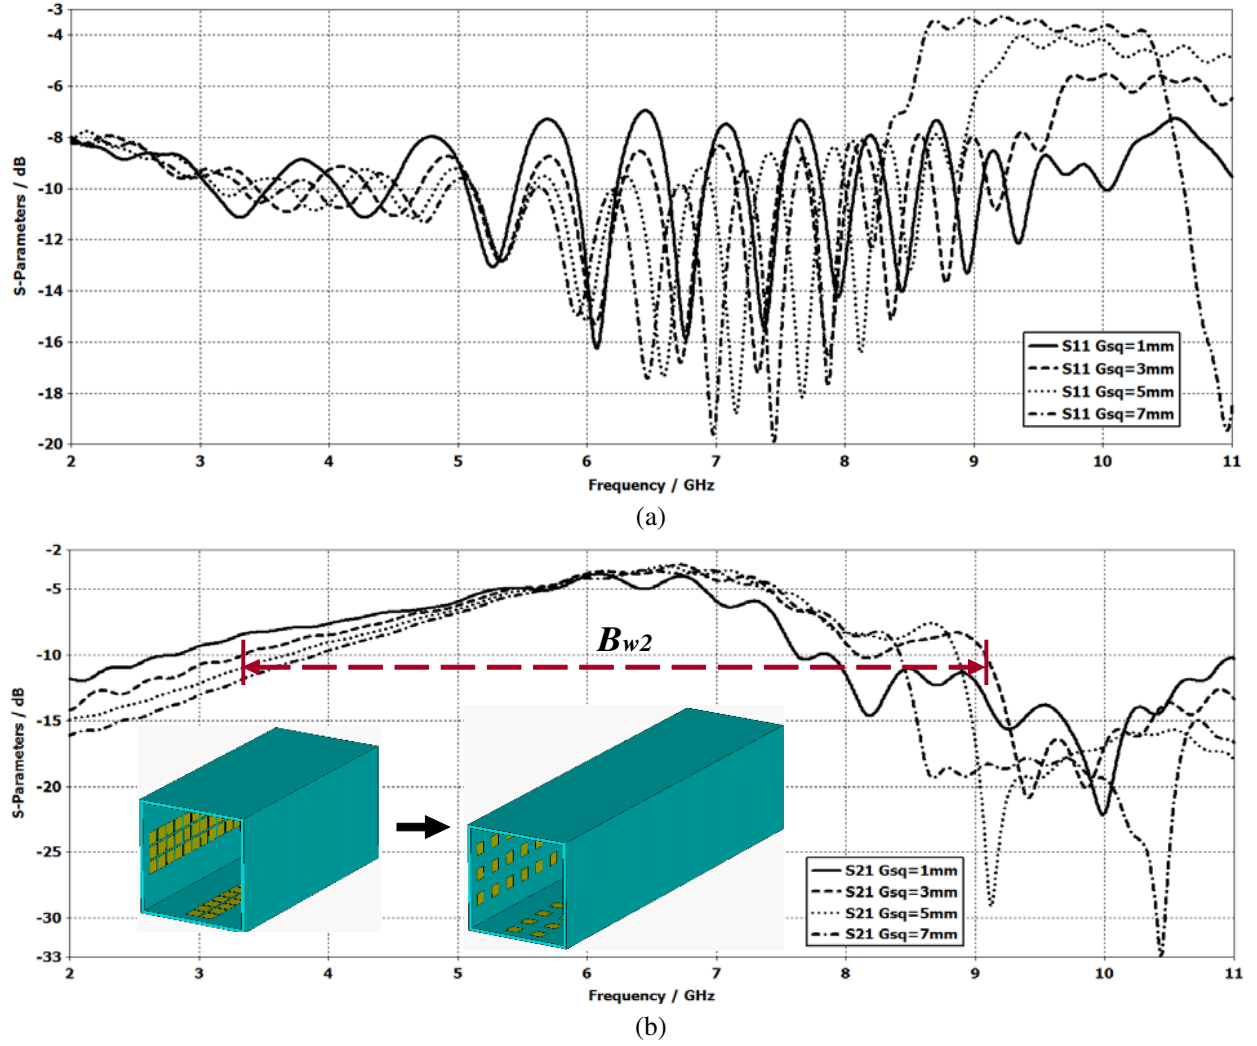 -3
-4
-6
-8
-10
-12
-14
-16
-18
-20
S-Parameters / dB
S11 Gsq=1mm
S11 Gsq=3mm
S11 Gsq=5mm
S11 Gsq=7mm
2 3 4 5 6 7 8 9 10 11
Frequency / GHz
(a)
-2
-5
-10
-15
-20
-25
-30
-33
S-Parameters / dB
Bw2
S21 Gsq=1mm
S21 Gsq=3mm
S21 Gsq=5mm
S21 Gsq=7mm
2 3 4 5 6 7 8 9 10 11
Frequency / GHz
(b)